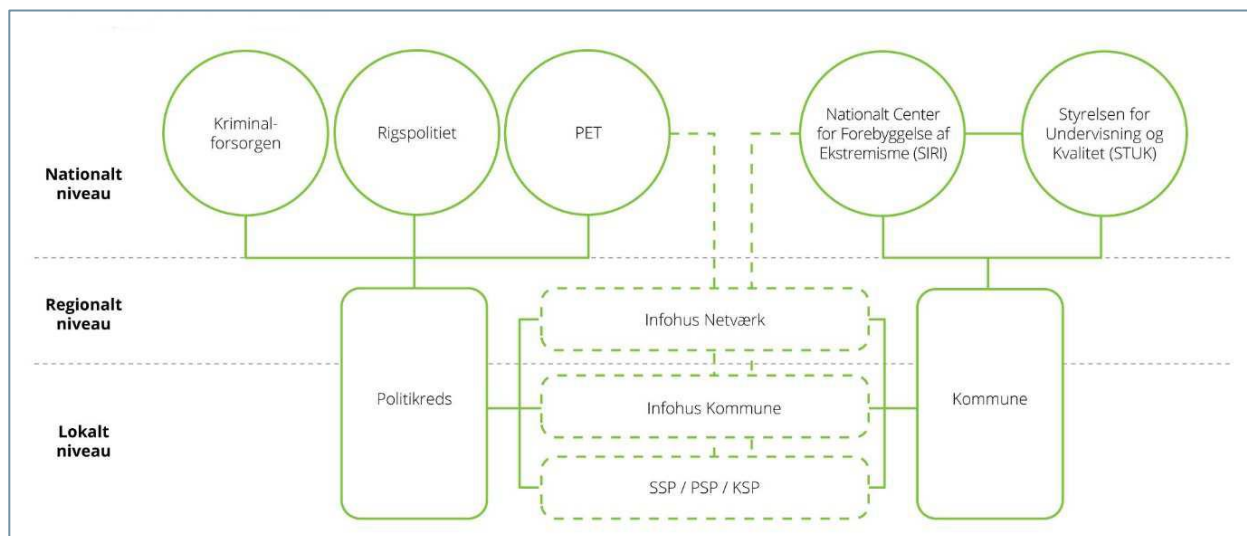 Nationalt
niveau
Kriminal-
forsorgen
Rigspolitiet
PET
Nationalt Center
for Forebyggelse af
Ekstremisme (SIRI)
Styrelsen for
Undervisning og
Kvalitet (STUK)
Regionalt
niveau
Infohus Netværk
Politikreds
Infohus Kommune
Kommune
Lokalt
niveau
SSP / PSP / KSP